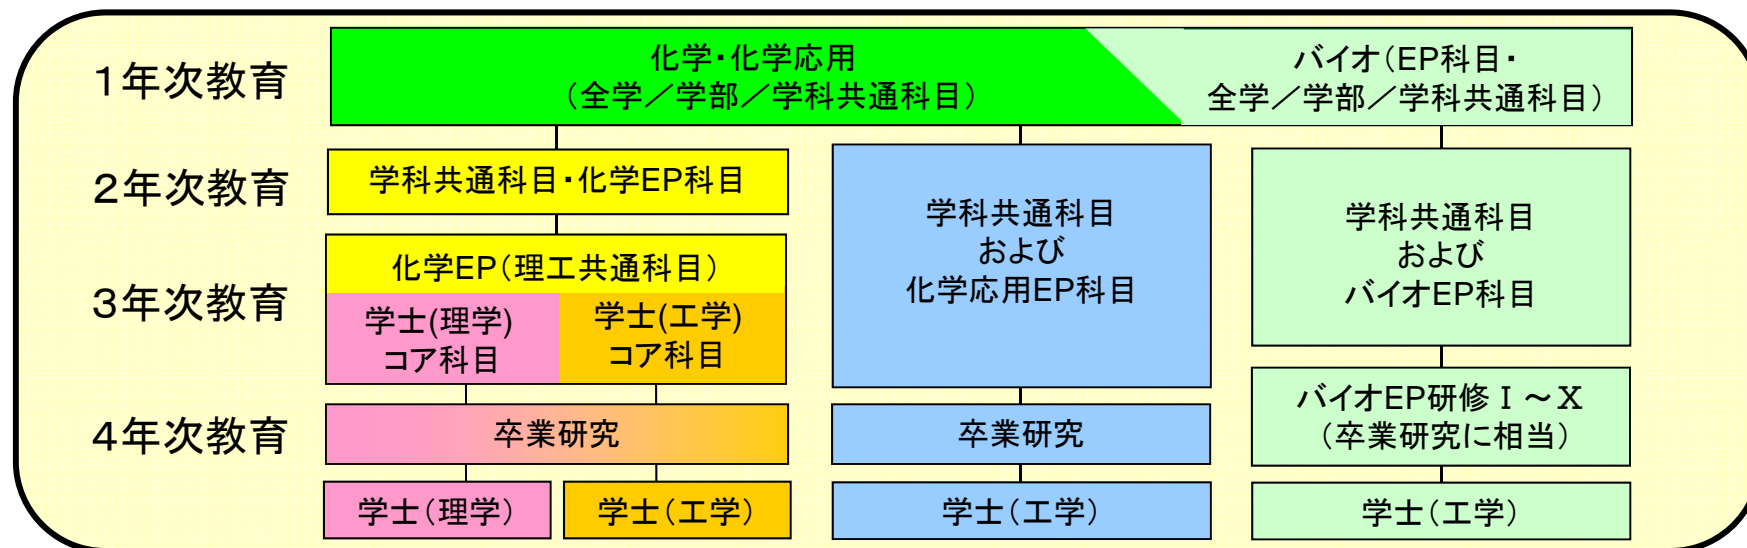 1年次教育
化学・化学応用
（全学／学部／学科共通科目）
バイオ（EP科目・
全学／学部／学科共通科目）
2年次教育
学科共通科目・化学EP科目
学科共通科目
および
化学応用EP科目
学科共通科目
および
バイオEP科目
3年次教育
化学EP（理工共通科目）
学士(理学)
コア科目
学士(工学)
コア科目
4年次教育
卒業研究
卒業研究
バイオEP研修Ⅰ～Ⅹ
（卒業研究に相当）
学士（理学）
学士（工学）
学士（工学）
学士（工学）